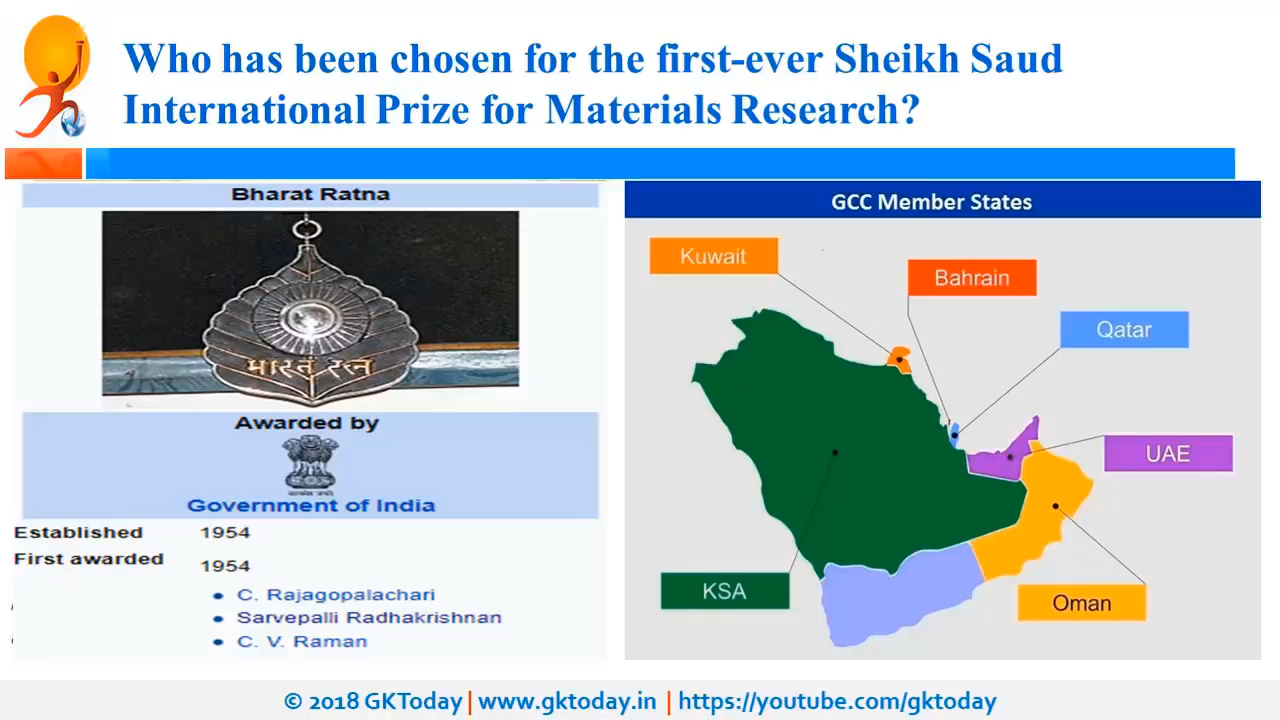 Who has been chosen for the first-ever Sheikh Saud
International Prize for Materials Research?
Bharat Ratna
भारत रत्न
Awarded by
Government of India
Established 1954
First awarded 1954
C. Rajagopalachari
Sarvepalli Radhakrishnan
C. V. Raman
GCC Member States
Kuwait
Bahrain
Qatar
UAE
KSA
Oman
© 2018 GKToday | www.gktoday.in | https://youtube.com/gktoday